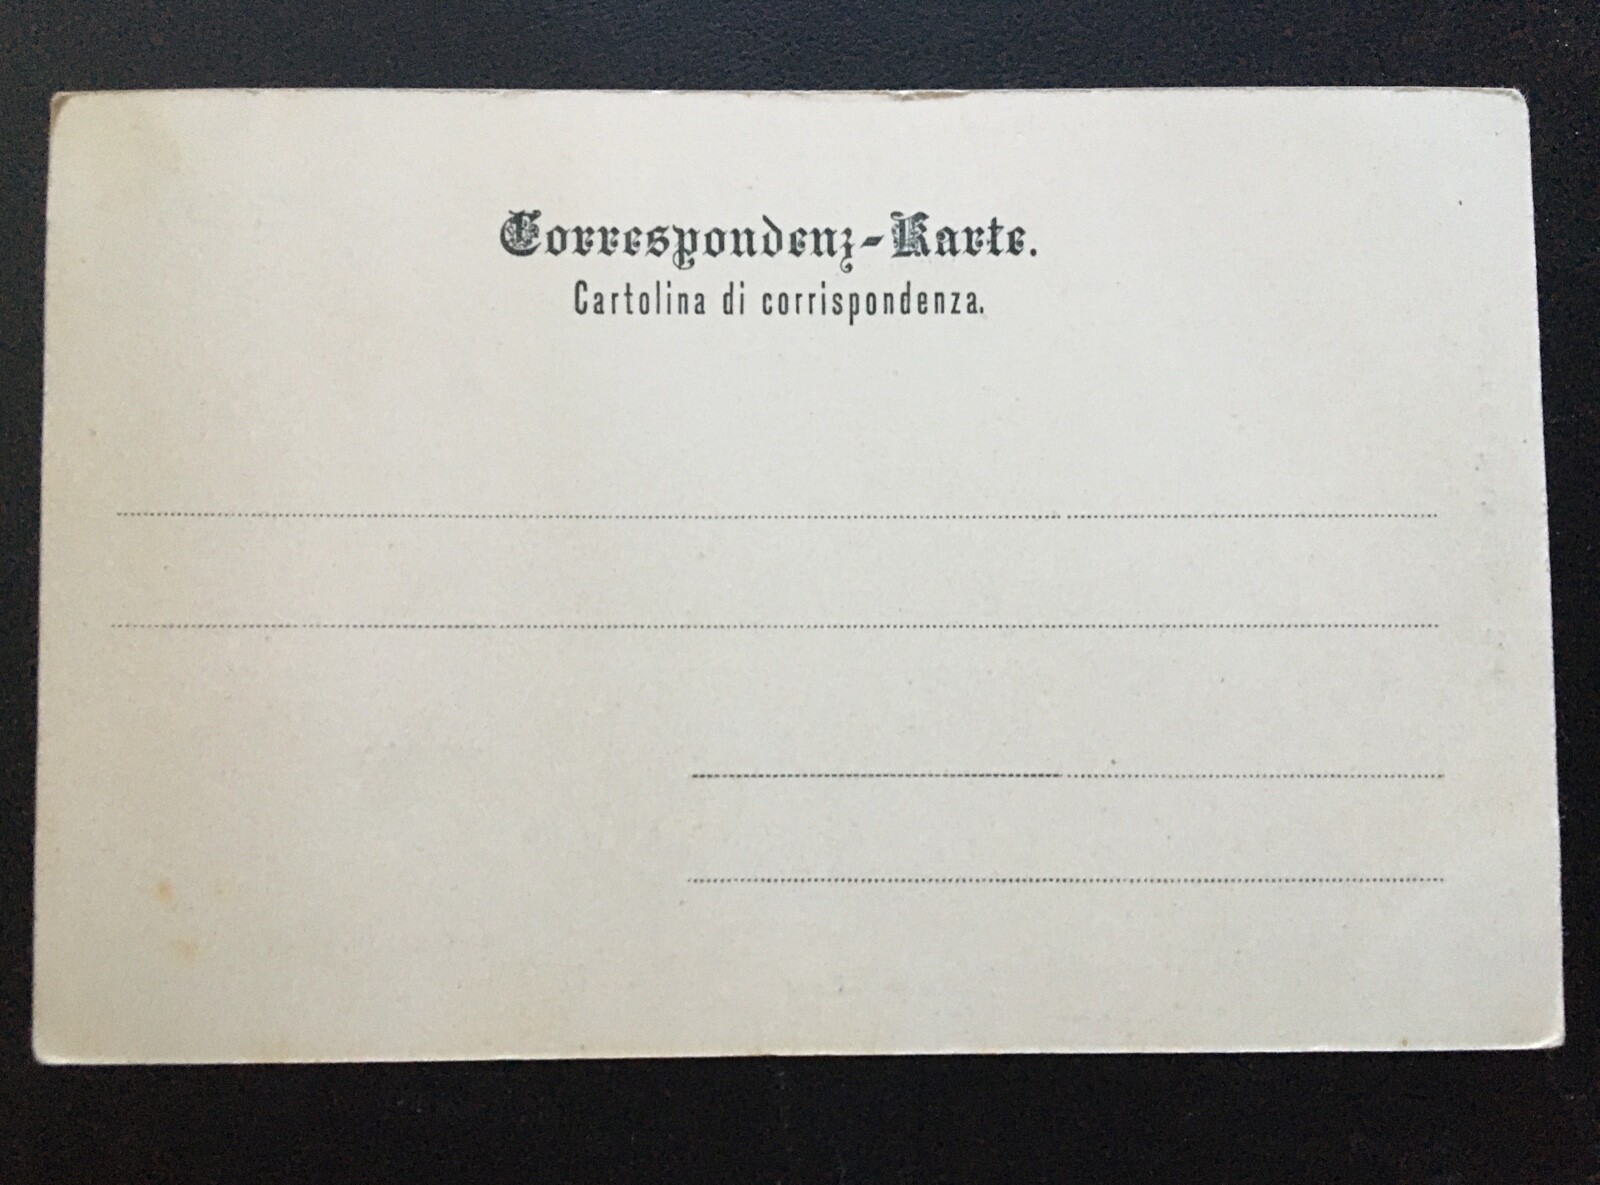 Correspondenz-Karte.
Cartolina di corrispondenza.